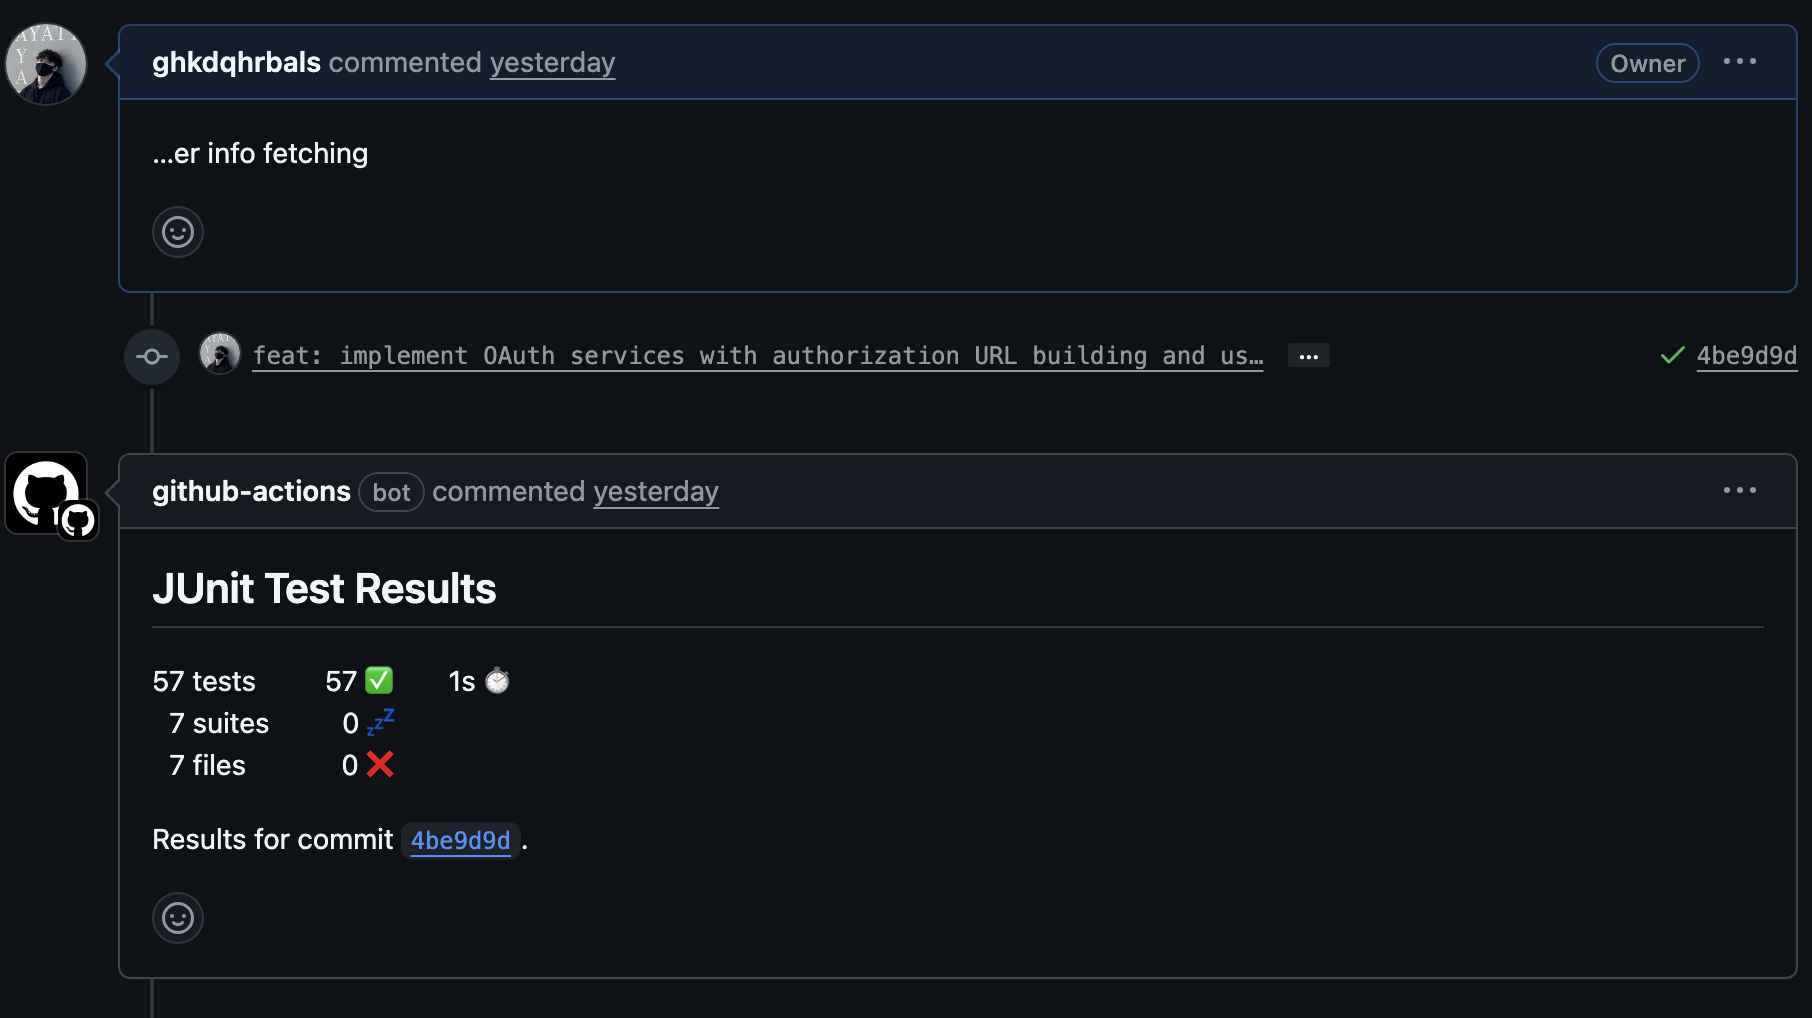 ghkdqhrbals commented yesterday
Owner
...er info fetching
feat: implement OAuth services with authorization URL building and us…
4be9d9d
github-actions bot commented yesterday
JUnit Test Results
57 tests 57 ✅ 1s ⏱️
7 suites 0 💤
7 files 0 ❌
Results for commit 4be9d9d.